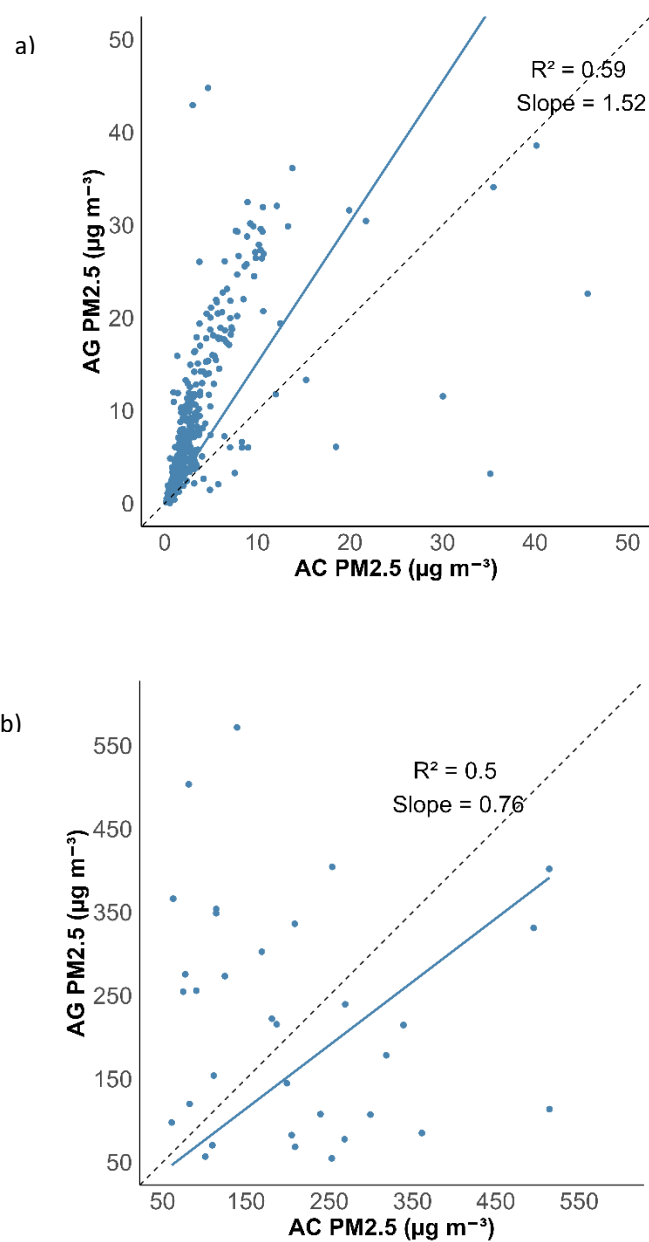 a)
50
40
30
20
10
0
AG PM2.5 (µg m⁻³)
R² = 0.59
Slope = 1.52
0 10 20 30 40 50
AC PM2.5 (µg m⁻³)
b)
550
450
350
250
150
50
AG PM2.5 (µg m⁻³)
R² = 0.5
Slope = 0.76
50 150 250 350 450 550
AC PM2.5 (µg m⁻³)